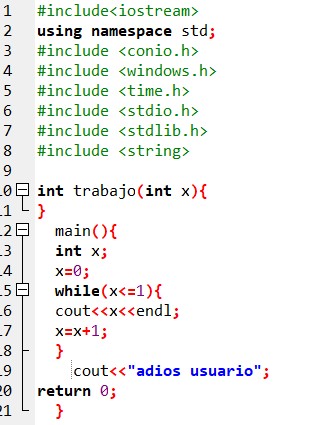 1 #include<iostream>
2 using namespace std;
3 #include <conio.h>
4 #include <windows.h>
5 #include <time.h>
6 #include <stdio.h>
7 #include <stdlib.h>
8 #include <string>
9
10 int trabajo(int x){
11 }
12 main(){
13 int x;
14 x=0;
15 while(x<=1){
16 cout<<x<<endl;
17 x=x+1;
18 }
19 cout<<"adios usuario";
20 return 0;
21 }